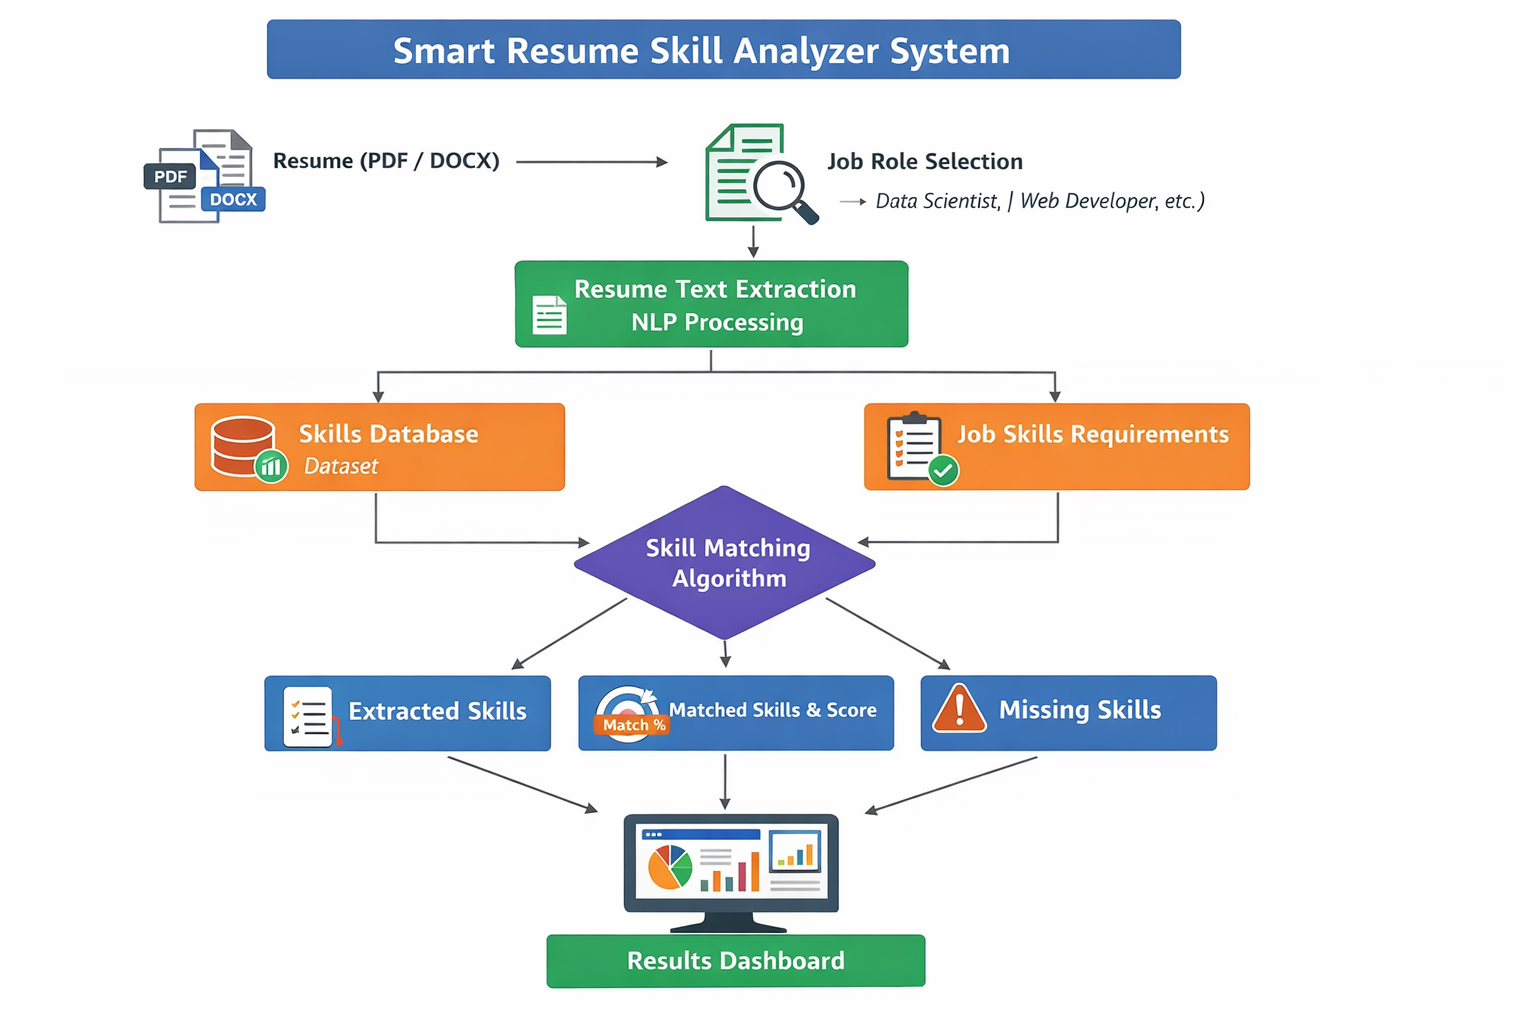 Smart Resume Skill Analyzer System
PDF
DOCX
Resume (PDF / DOCX)
Job Role Selection
Data Scientist, | Web Developer, etc.)
Resume Text Extraction
NLP Processing
Skills Database
Dataset
Job Skills Requirements
Skill Matching
Algorithm
Extracted Skills
Match %
Matched Skills & Score
Missing Skills
Results Dashboard